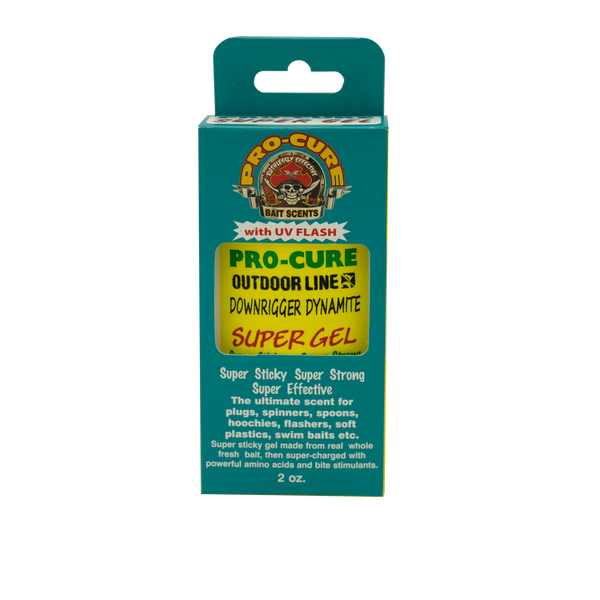 SUPER GEL
PRO-CURE
RUTHLESSLY EFFECTIVE
BAIT SCENTS
with UV FLASH
PRO-CURE
OUTDOOR LINE
DOWNRIGGER DYNAMITE
SUPER GEL
Super Sticky Super Strong
Super Effective
The ultimate scent for
plugs, spinners, spoons,
hoochies, flashers, soft
plastics, swim baits etc.
Super sticky gel made from real whole
fresh bait, then super-charged with
powerful amino acids and bite stimulants.
2 oz.